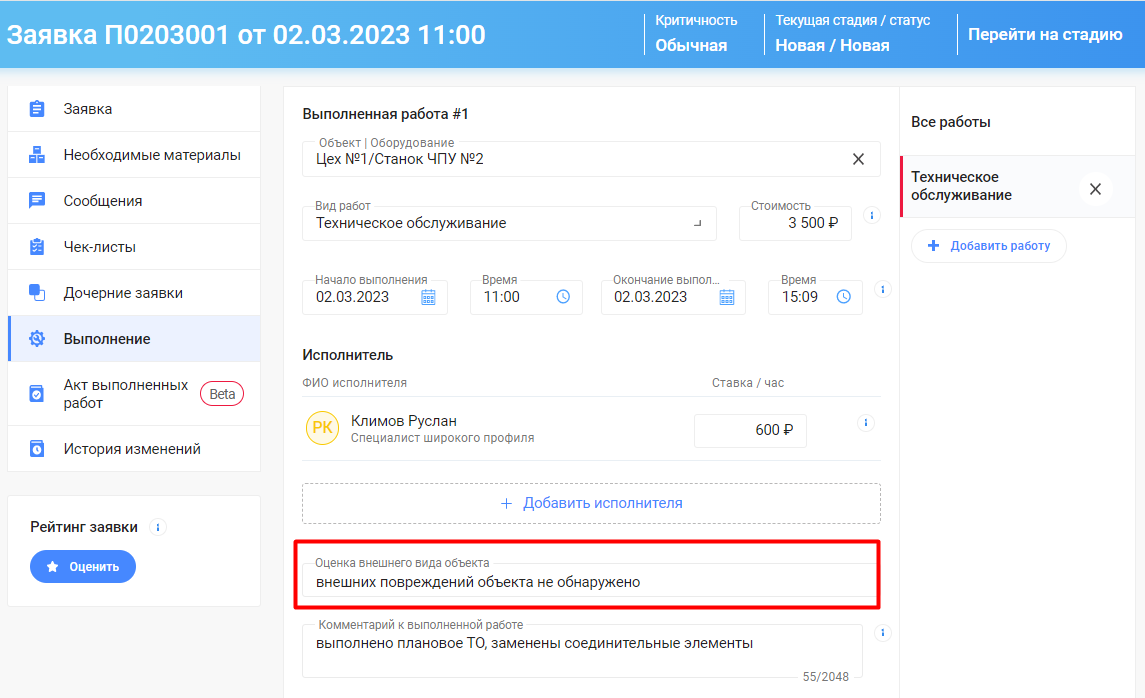 Заявка П0203001 от 02.03.2023 11:00
Критичность
Обычная
Текущая стадия / статус
Новая / Новая
Перейти на стадию
Заявка
Необходимые материалы
Сообщения
Чек-листы
Дочерние заявки
Выполнение
Акт выполненных
работ
Beta
История изменений
Рейтинг заявки
Оценить
Выполненная работа #1
Объект | Оборудование
Цех №1/Станок ЧПУ №2
Вид работ
Техническое обслуживание
Стоимость
3 500 ₽
Начало выполнения
02.03.2023
Время
11:00
Окончание выпол...
02.03.2023
Время
15:09
Исполнитель
ФИО исполнителя
Ставка / час
РК
Климов Руслан
Специалист широкого профиля
600 ₽
+ Добавить исполнителя
Оценка внешнего вида объекта
внешних повреждений объекта не обнаружено
Комментарий к выполненной работе
выполнено плановое ТО, заменены соединительные элементы
55/2048
Все работы
Техническое
обслуживание
+ Добавить работу